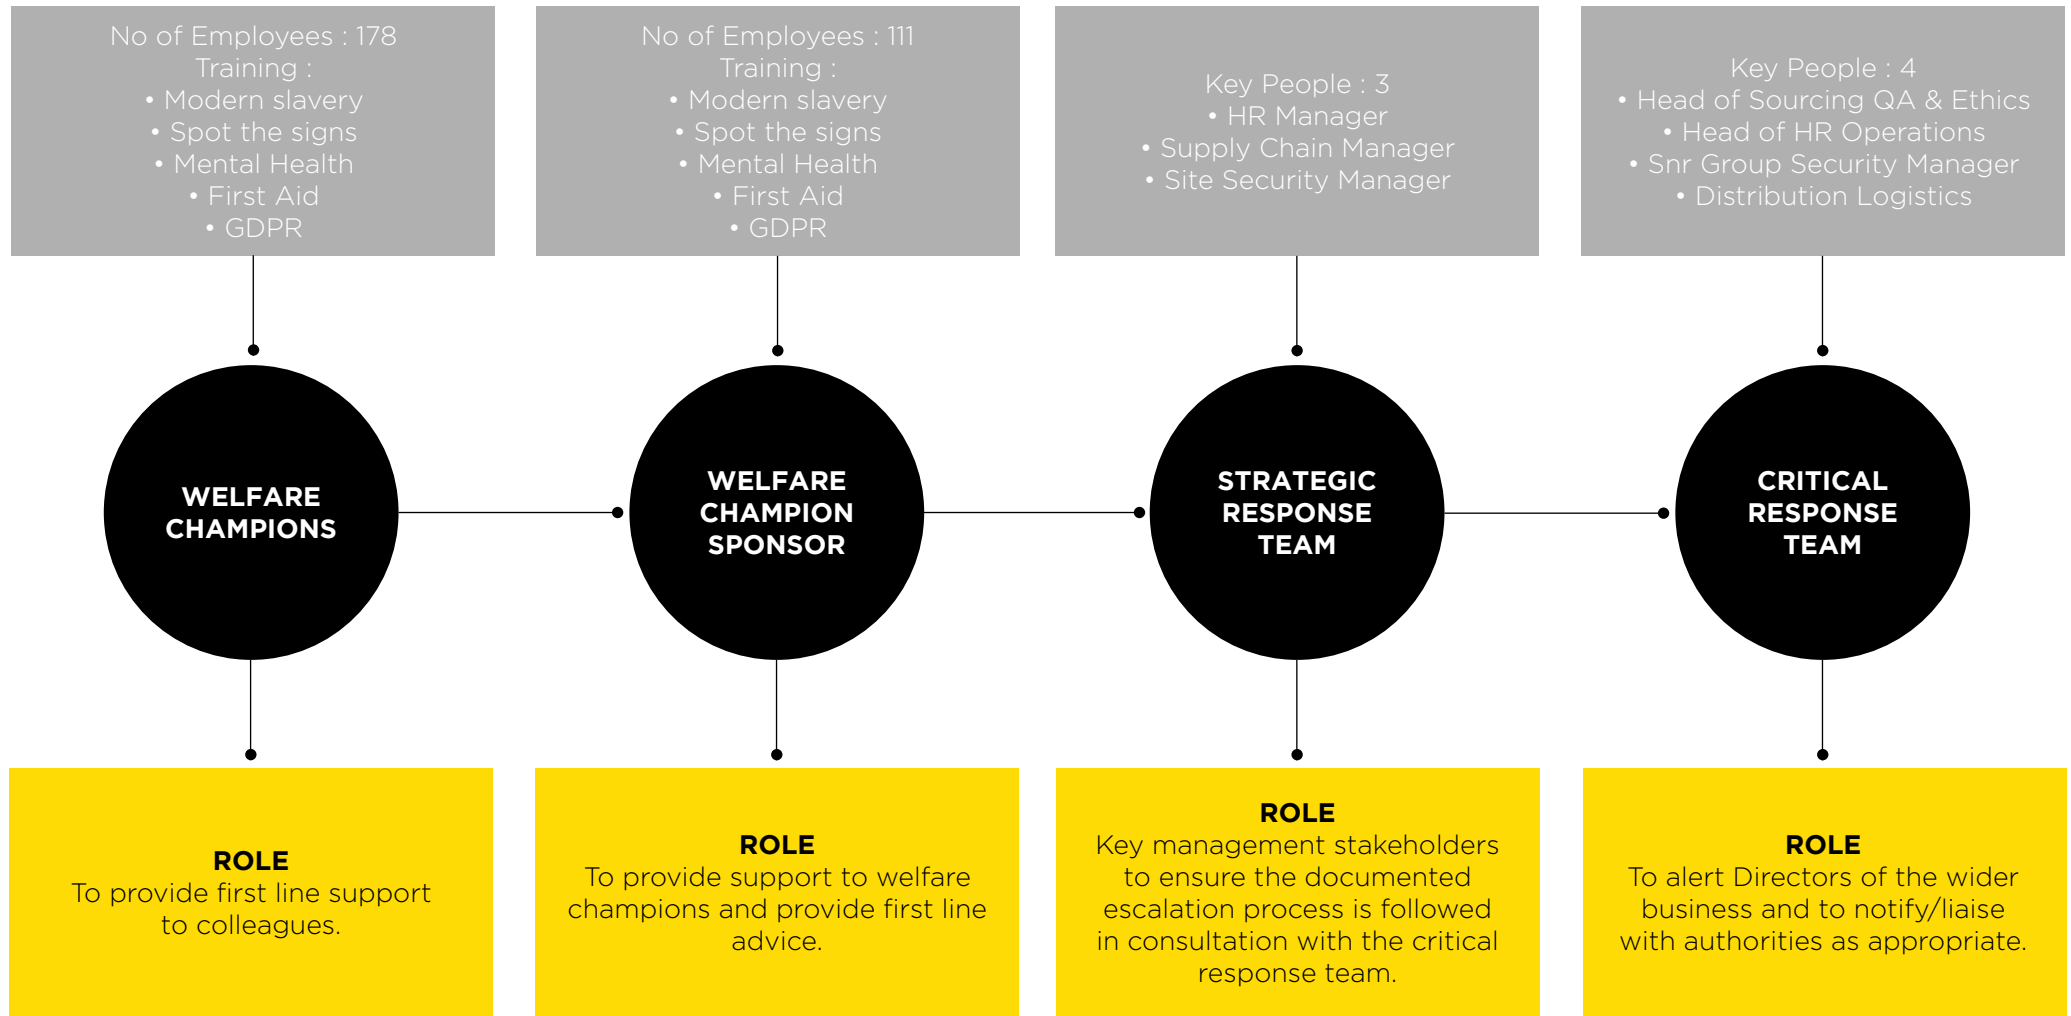 No of Employees : 178
Training :
• Modern slavery
• Spot the signs
• Mental Health
• First Aid
• GDPR
No of Employees : 111
Training :
• Modern slavery
• Spot the signs
• Mental Health
• First Aid
• GDPR
Key People : 3
• HR Manager
• Supply Chain Manager
• Site Security Manager
Key People : 4
• Head of Sourcing QA & Ethics
• Head of HR Operations
• Snr Group Security Manager
• Distribution Logistics
WELFARE
CHAMPIONS
WELFARE
CHAMPION
SPONSOR
STRATEGIC
RESPONSE
TEAM
CRITICAL
RESPONSE
TEAM
ROLE
To provide first line support
to colleagues.
ROLE
To provide support to welfare
champions and provide first line
advice.
ROLE
Key management stakeholders
to ensure the documented
escalation process is followed
in consultation with the critical
response team.
ROLE
To alert Directors of the wider
business and to notify/liaise
with authorities as appropriate.